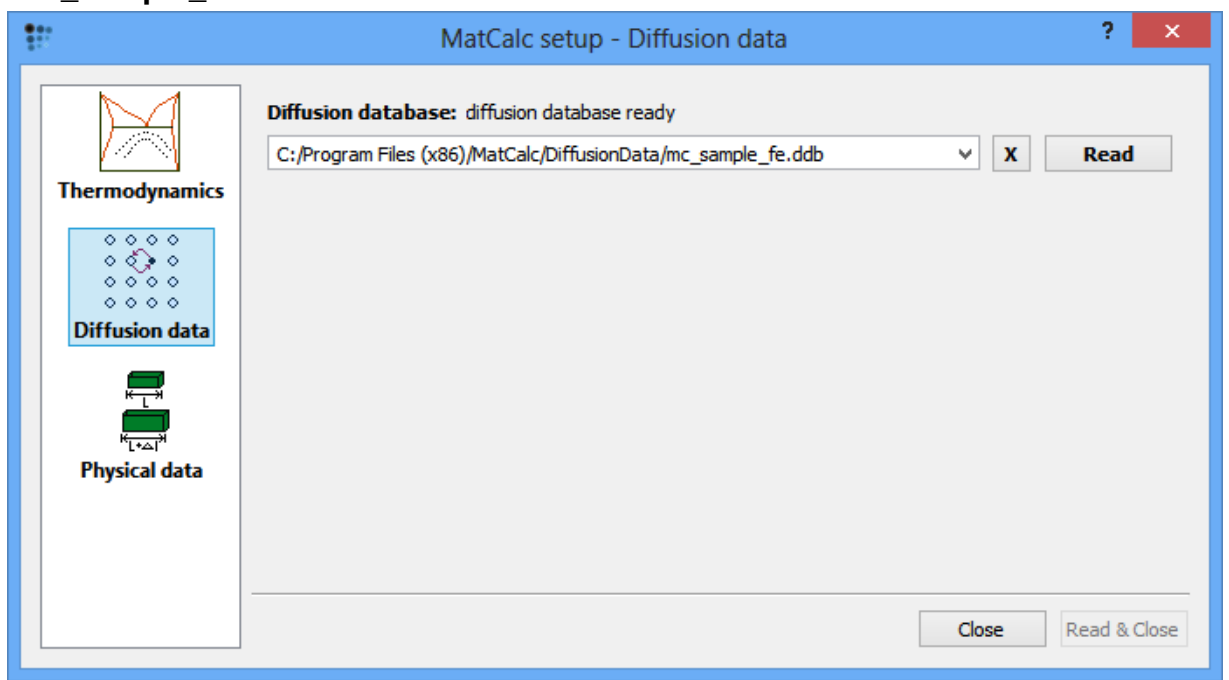 MatCalc setup - Diffusion data
?
×
Thermodynamics
Diffusion data
L
L+△l
Physical data
Diffusion database: diffusion database ready
C:/Program Files (x86)/MatCalc/DiffusionData/mc_sample_fe.ddb
X
Read
Close
Read & Close